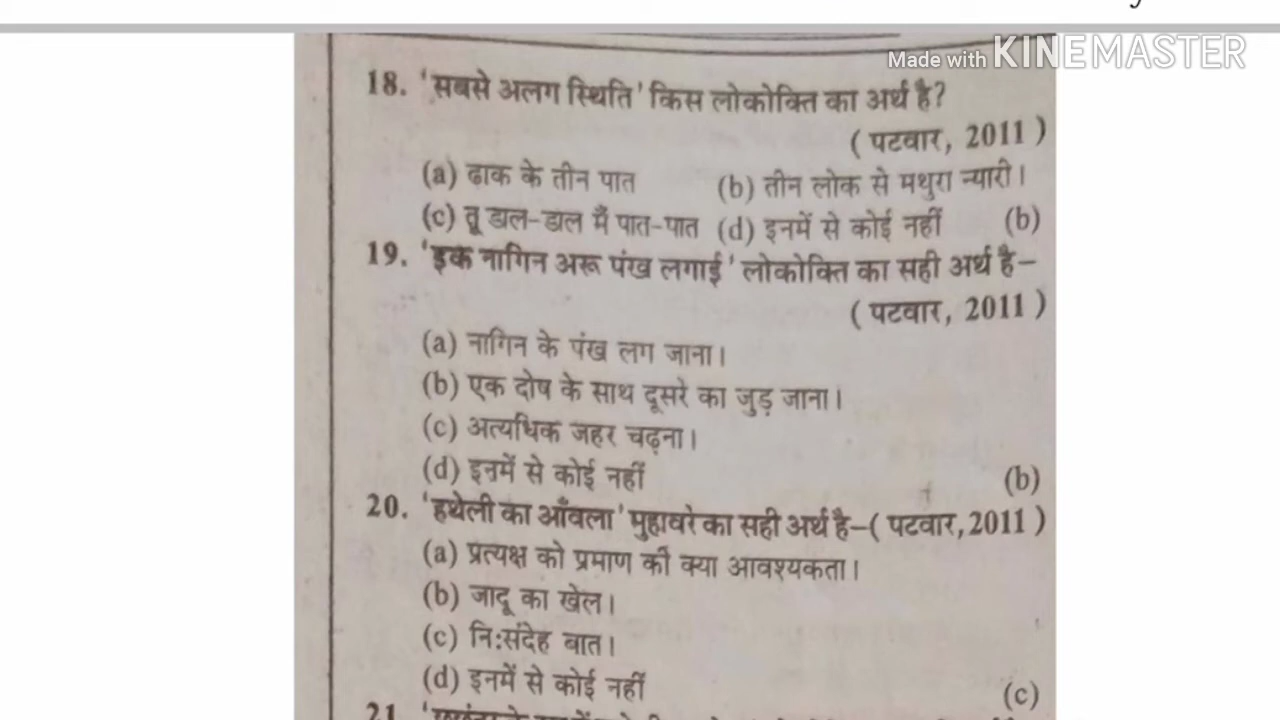 Made with KINEMASTER
18. 'सबसे अलग स्थिति' किस लोकोक्ति का अर्थ है?
( पटवार, 2011 )
(a) ढाक के तीन पात (b) तीन लोक से मथुरा न्यारी।
(c) तू डाल-डाल मैं पात-पात (d) इनमें से कोई नहीं (b)
19. 'इक नागिन अरू पंख लगाई' लोकोक्ति का सही अर्थ है–
( पटवार, 2011 )
(a) नागिन के पंख लग जाना।
(b) एक दोष के साथ दूसरे का जुड़ जाना।
(c) अत्यधिक जहर चढ़ना।
(d) इनमें से कोई नहीं (b)
20. 'हथेली का आँवला' मुहावरे का सही अर्थ है–( पटवार, 2011 )
(a) प्रत्यक्ष को प्रमाण की क्या आवश्यकता।
(b) जादू का खेल।
(c) नि:संदेह बात।
(d) इनमें से कोई नहीं (c)
21.